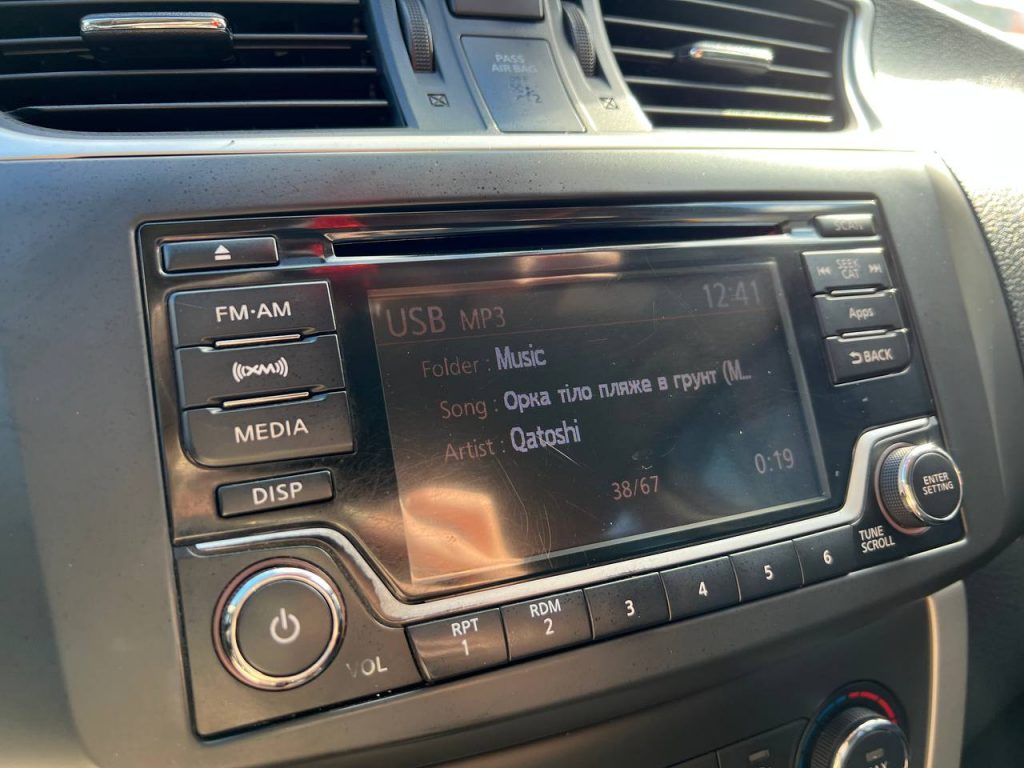 PASS
AIR BAG
SCAN
FM·AM
SEEK
CAT
USB MP3 12:41
Apps
Folder : Music
BACK
(((XM)))
Song : Орка тіло пляже в грунт (М...
MEDIA
Artist : Qatoshi
0:19
38/67
ENTER
SETTING
DISP
TUNE
SCROLL
RPT
1
RDM
2
3
4
5
6
VOL